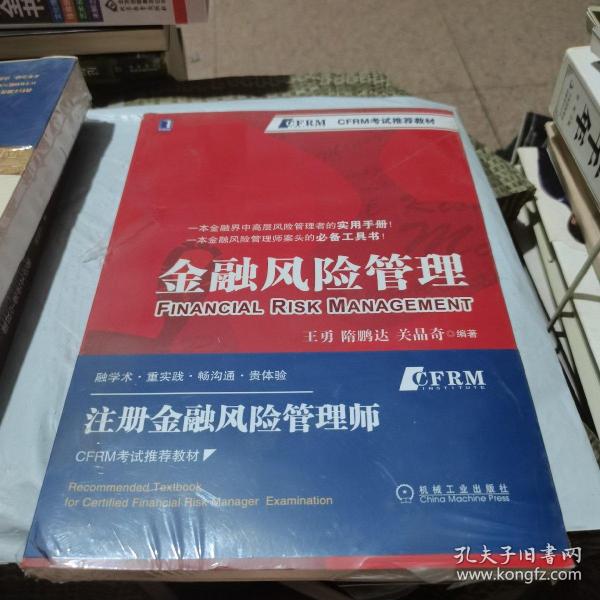 CFRM CFRM考试推荐教材
一本金融界中高层风险管理者的实用手册!
一本金融风险管理师案头的必备工具书!
金融风险管理
FINANCIAL RISK MANAGEMENT
王勇 隋鹏达 关晶奇 编著
融学术·重实践·畅沟通·贵体验
CFRM
INSTITUTE
注册金融风险管理师
CFRM考试推荐教材
Recommended Textbook
for Certified Financial Risk Manager Examination
机械工业出版社
China Machine Press
孔夫子旧书网
www.kongfz.com